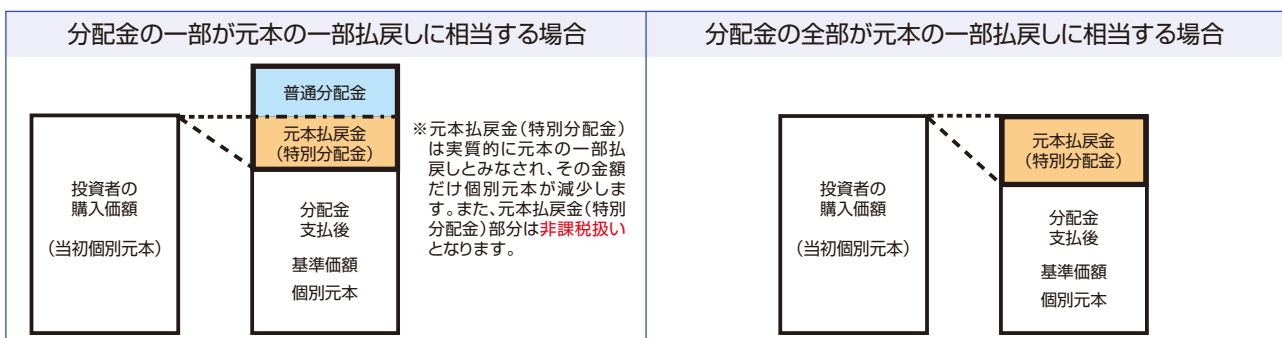 分配金の一部が元本の一部払戻しに相当する場合
普通分配金
元本払戻金
(特別分配金)
投資者の
購入価額
(当初個別元本)
分配金
支払後
基準価額
個別元本
※元本払戻金(特別分配金)
は実質的に元本の一部払
戻しとみなされ、その金額
だけ個別元本が減少しま
す。また、元本払戻金(特別
分配金)部分は非課税扱い
となります。
分配金の全部が元本の一部払戻しに相当する場合
元本払戻金
(特別分配金)
投資者の
購入価額
(当初個別元本)
分配金
支払後
基準価額
個別元本